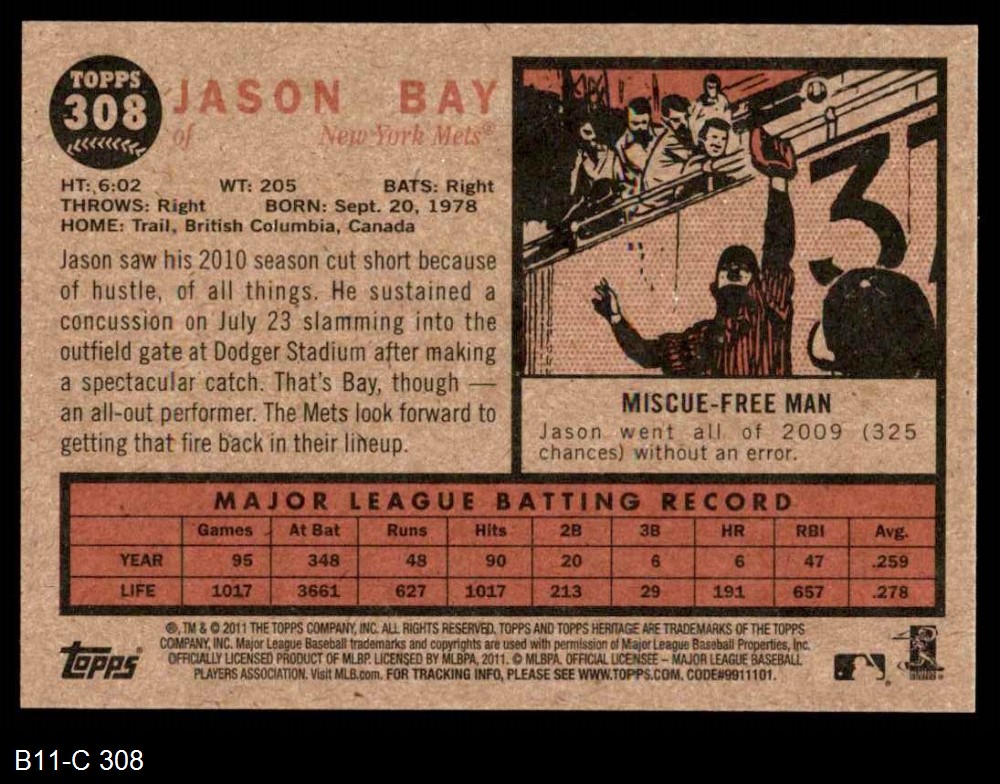 TOPPS
308
JASON BAY
of New York Mets®
HT: 6:02 WT: 205 BATS: Right
THROWS: Right BORN: Sept. 20, 1978
HOME: Trail, British Columbia, Canada
Jason saw his 2010 season cut short because
of hustle, of all things. He sustained a
concussion on July 23 slamming into the
outfield gate at Dodger Stadium after making
a spectacular catch. That's Bay, though —
an all-out performer. The Mets look forward to
getting that fire back in their lineup.
37
MISCUE-FREE MAN
Jason went all of 2009 (325
chances) without an error.
MAJOR LEAGUE BATTING RECORD
Games At Bat Runs Hits 2B 3B HR RBI Avg.
YEAR 95 348 48 90 20 6 6 47 .259
LIFE 1017 3661 627 1017 213 29 191 657 .278
®, TM & © 2011 THE TOPPS COMPANY, INC. ALL RIGHTS RESERVED. TOPPS AND TOPPS HERITAGE ARE TRADEMARKS OF THE TOPPS
COMPANY, INC. Major League Baseball trademarks and copyrights are used with permission of Major League Baseball Properties, Inc.
OFFICIALLY LICENSED PRODUCT OF MLBP. LICENSED BY MLBPA, 2011. © MLBPA. OFFICIAL LICENSEE – MAJOR LEAGUE BASEBALL
PLAYERS ASSOCIATION. Visit MLB.com. FOR TRACKING INFO, PLEASE SEE WWW.TOPPS.COM. CODE#9911101.
topps®
B11-C 308